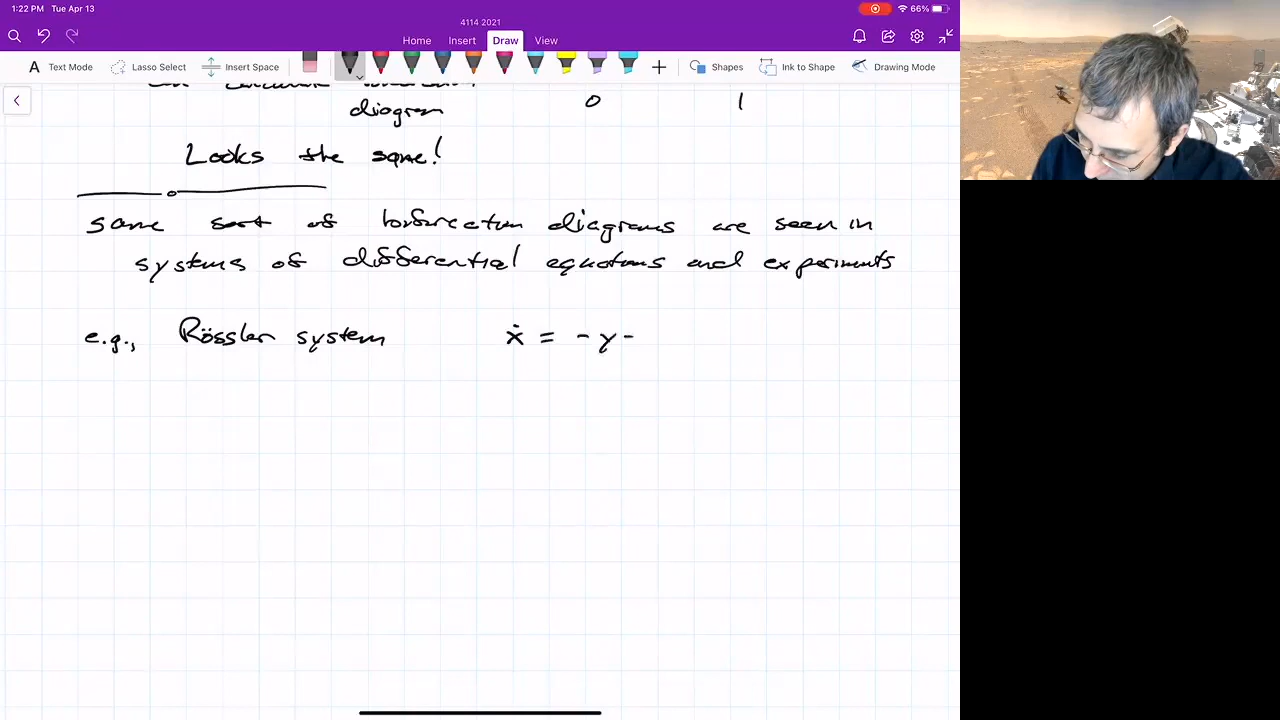 1:22 PM Tue Apr 13
66%
4114 2021
Home Insert Draw View
Text Mode Lasso Select Insert Space Shapes Ink to Shape Drawing Mode
diagram
0 1
Looks the same!
same sort of bifurcation diagrams are seen in
systems of differential equations and experiments
e.g., Rössler system ẋ = - y -